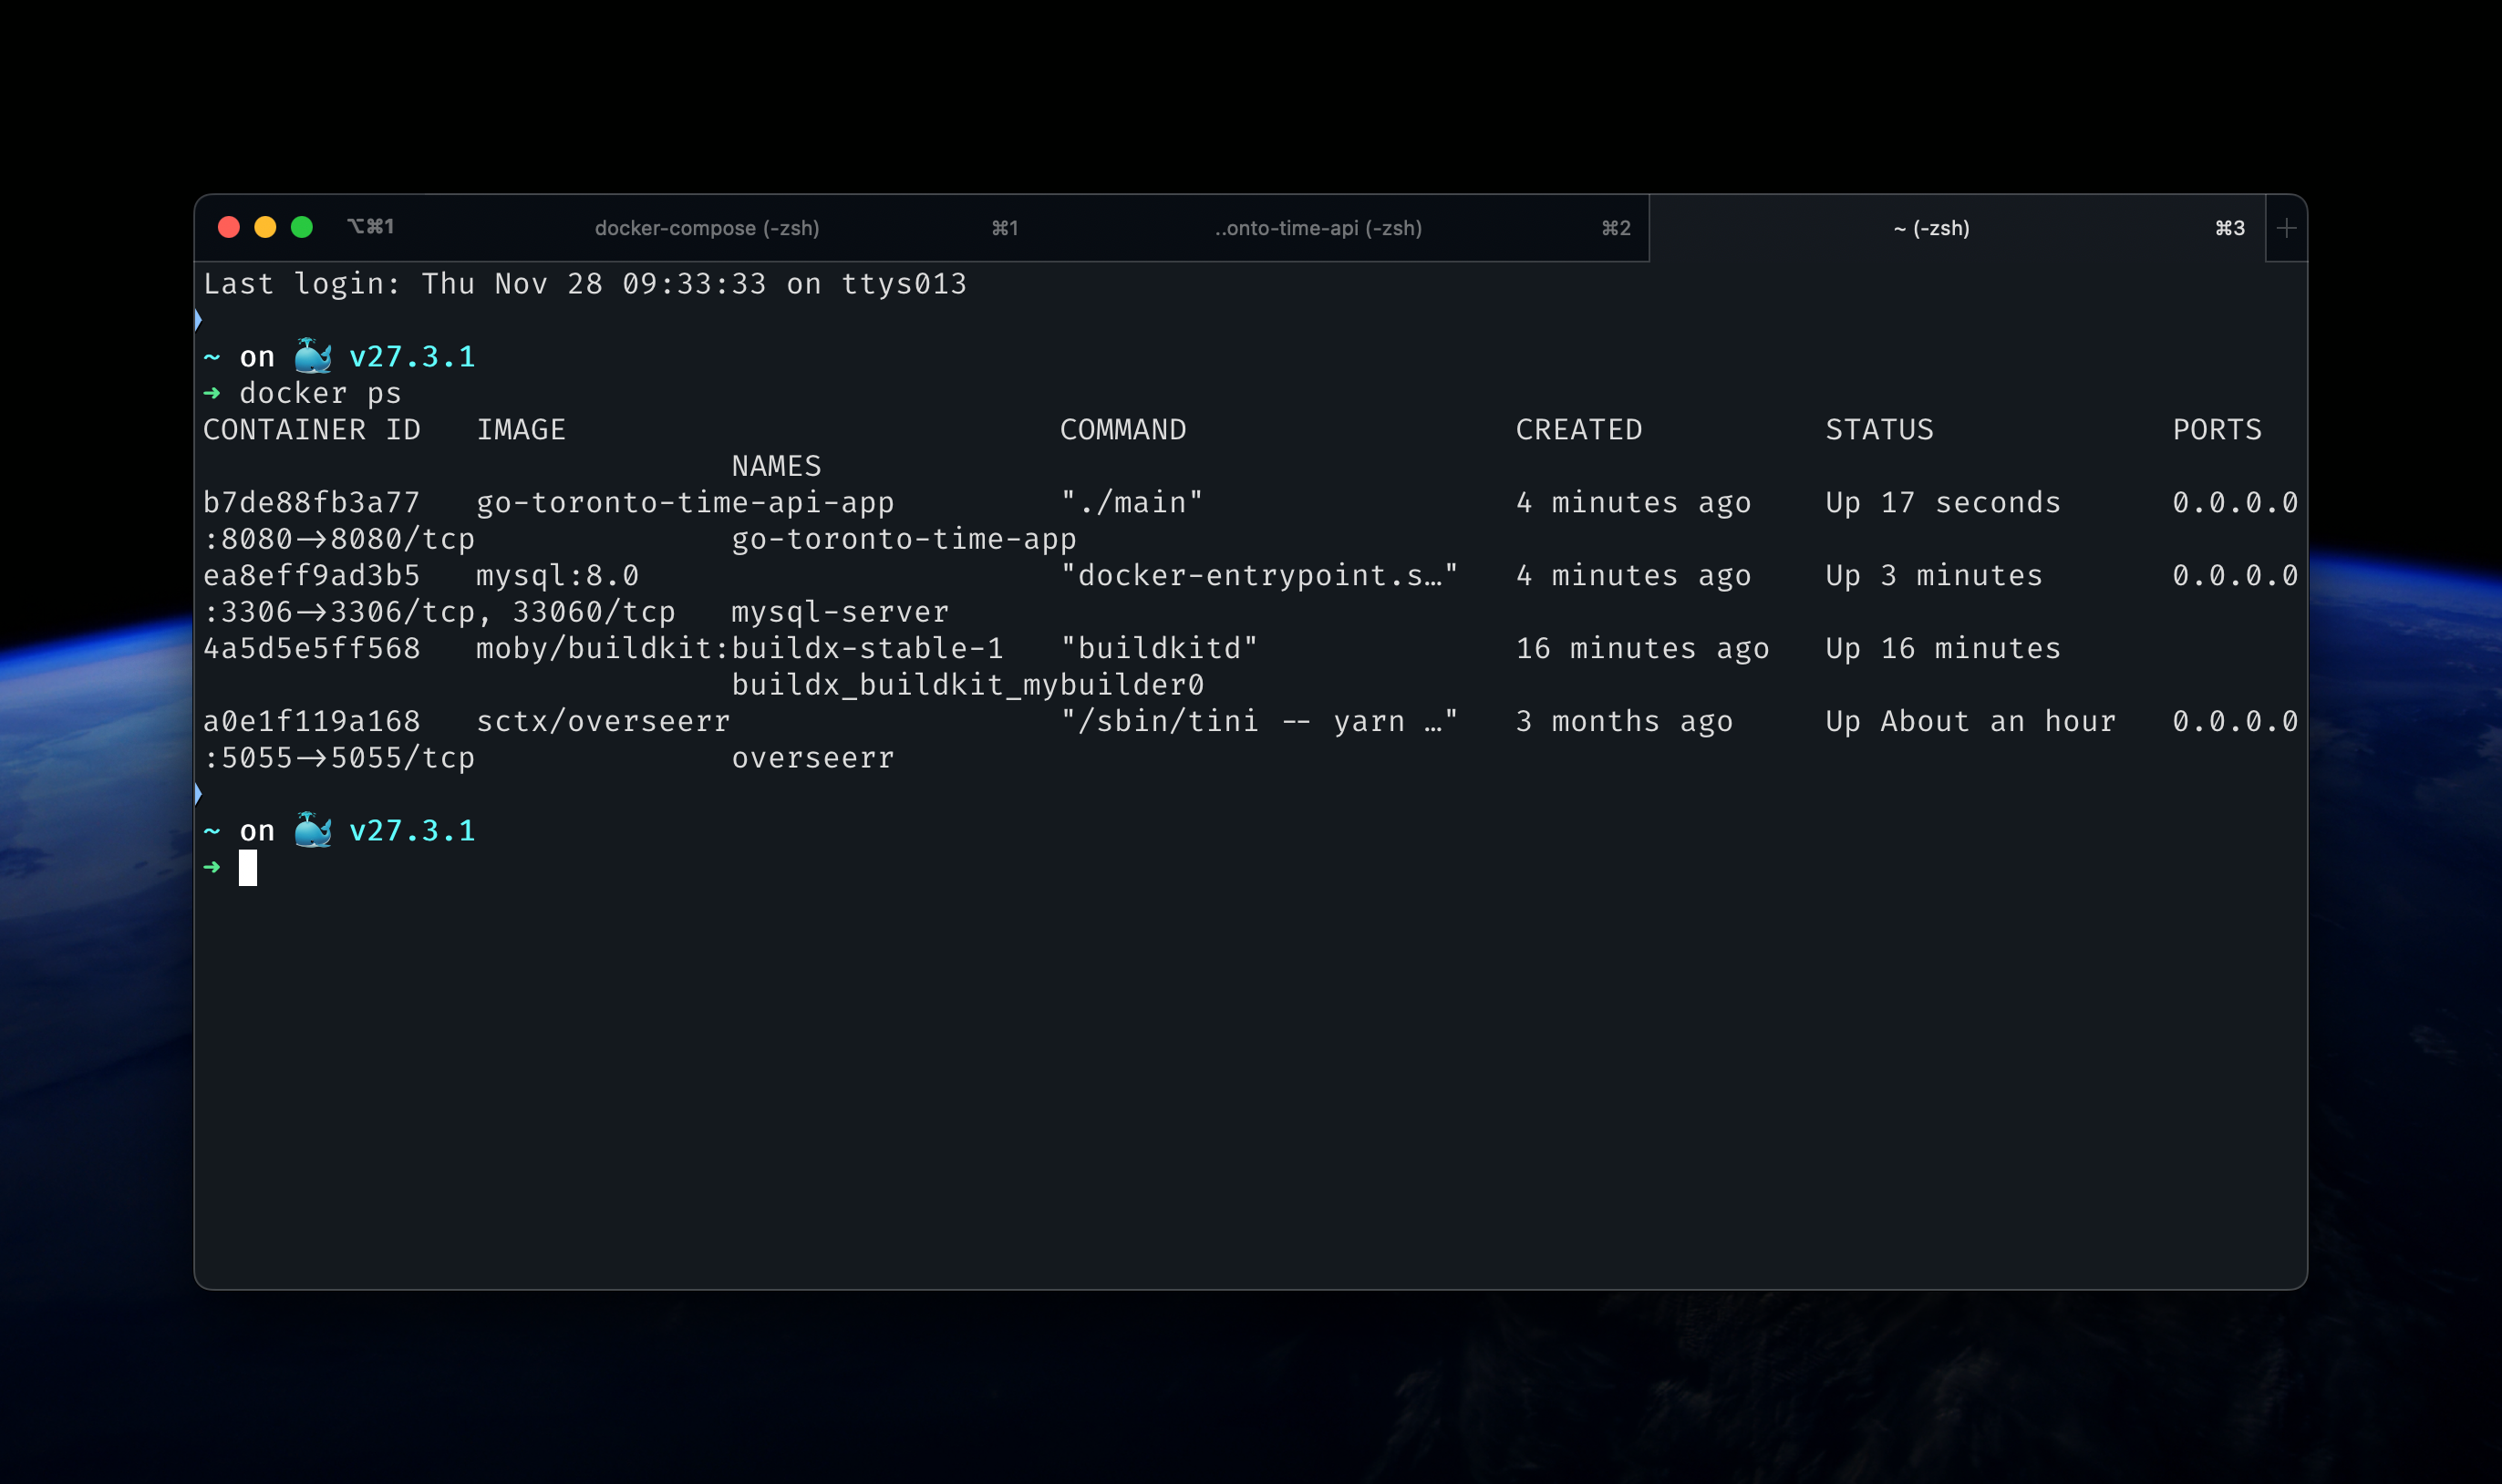 ⌥⌘1 docker-compose (-zsh) ⌘1 ..onto-time-api (-zsh) ⌘2 ~ (-zsh) ⌘3 +
Last login: Thu Nov 28 09:33:33 on ttys013
~ on 🐳 v27.3.1
➜ docker ps
CONTAINER ID   IMAGE                           COMMAND                  CREATED          STATUS             PORTS
                             NAMES
b7de88fb3a77   go-toronto-time-api-app         "./main"                 4 minutes ago    Up 17 seconds      0.0.0.0
:8080->8080/tcp              go-toronto-time-app
ea8eff9ad3b5   mysql:8.0                       "docker-entrypoint.s…"   4 minutes ago    Up 3 minutes       0.0.0.0
:3306->3306/tcp, 33060/tcp   mysql-server
4a5d5e5ff568   moby/buildkit:buildx-stable-1   "buildkitd"              16 minutes ago   Up 16 minutes
                             buildx_buildkit_mybuilder0
a0e1f119a168   sctx/overseerr                  "/sbin/tini -- yarn …"   3 months ago     Up About an hour   0.0.0.0
:5055->5055/tcp              overseerr
~ on 🐳 v27.3.1
➜